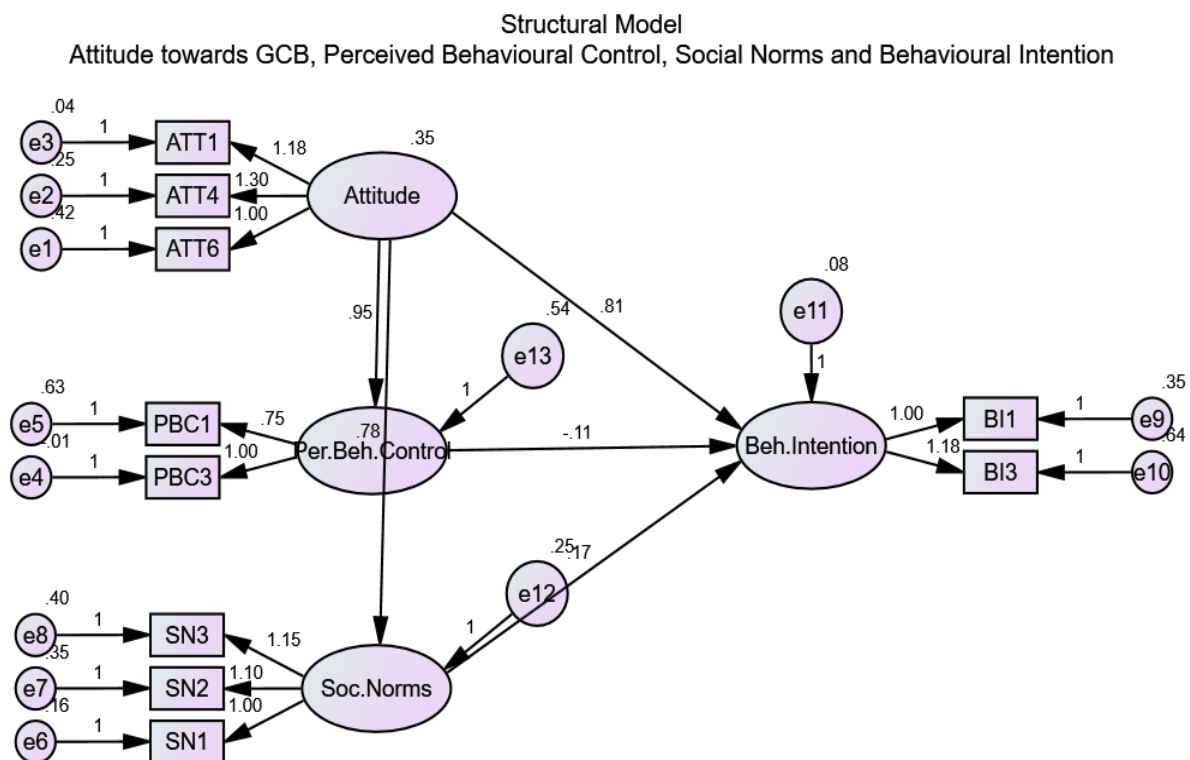 Structural Model
Attitude towards GCB, Perceived Behavioural Control, Social Norms and Behavioural Intention
.04
e3
1
ATT1
1.18
.35
.25
e2
1
ATT4
1.30
Attitude
.42
e1
1
ATT6
1.00
.95
.54
.81
.08
e11
1
e13
1
.63
e5
1
PBC1
.75
.78
Per.Beh.Control
-.11
Beh.Intention
1.00
BI1
1
.35
e9
.01
e4
1
PBC3
1.00
1.18
BI3
1
.64
e10
.25
.17
e12
1
.40
e8
1
SN3
1.15
.35
e7
1
SN2
1.10
Soc.Norms
.16
e6
1
SN1
1.00